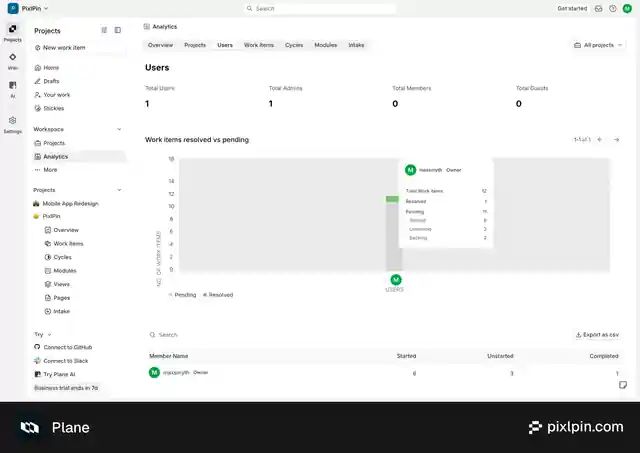 PixlPin
Search
Get started
M
Projects
Wiki
AI
Settings
Projects
New work item
Home
Drafts
Your work
Stickies
Workspace
Projects
Analytics
More
Projects
Mobile App Redesign
PixlPin
Overview
Work items
Cycles
Modules
Views
Pages
Intake
Try
Connect to GitHub
Connect to Slack
Try Plane AI
Business trial ends in 7d
Analytics
Overview Projects Users Work items Cycles Modules Intake
All projects
Users
Total Users Total Admins Total Members Total Guests
1 1 0 0
Work items resolved vs pending
1-1 of 1
16
14
12
10
8
6
4
2
0
NO. OF WORK ITEMS
M
USERS
M maxsmyth Owner
Total Work items 12
Resolved 1
Pending 11
Started 6
Unstarted 3
Backlog 2
Pending Resolved
Search
Export as csv
Member Name Started Unstarted Completed
M maxsmyth Owner 6 3 1
Plane
pixlpin.com